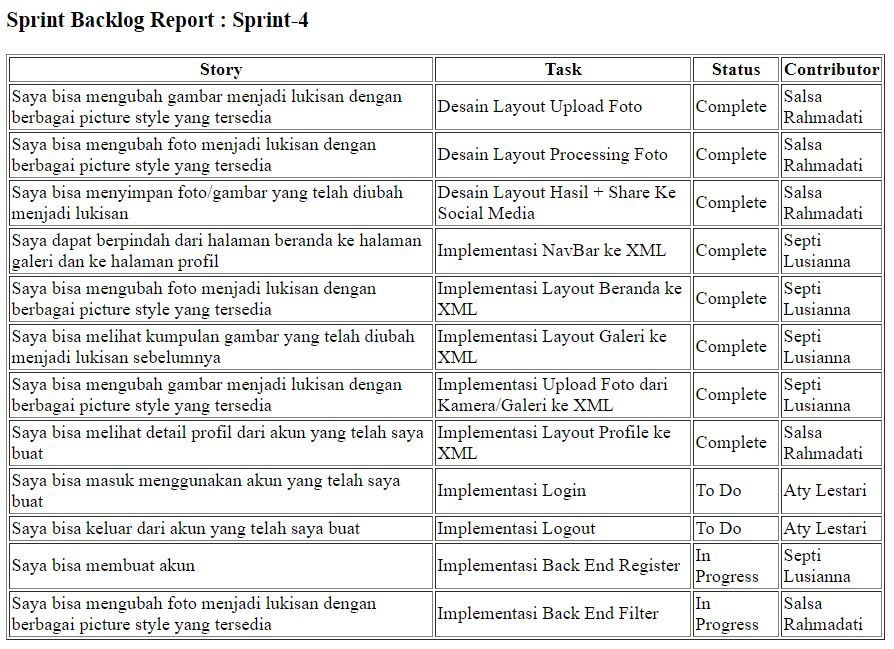 Sprint Backlog Report : Sprint-4
Story Task Status Contributor
Saya bisa mengubah gambar menjadi lukisan dengan
berbagai picture style yang tersedia
Desain Layout Upload Foto
Complete
Salsa
Rahmadati
Saya bisa mengubah foto menjadi lukisan dengan
berbagai picture style yang tersedia
Desain Layout Processing Foto
Complete
Salsa
Rahmadati
Saya bisa menyimpan foto/gambar yang telah diubah
menjadi lukisan
Desain Layout Hasil + Share Ke
Social Media
Complete
Salsa
Rahmadati
Saya dapat berpindah dari halaman beranda ke halaman
galeri dan ke halaman profil
Implementasi NavBar ke XML
Complete
Septi
Lusianna
Saya bisa mengubah foto menjadi lukisan dengan
berbagai picture style yang tersedia
Implementasi Layout Beranda ke
XML
Complete
Septi
Lusianna
Saya bisa melihat kumpulan gambar yang telah diubah
menjadi lukisan sebelumnya
Implementasi Layout Galeri ke
XML
Complete
Septi
Lusianna
Saya bisa mengubah gambar menjadi lukisan dengan
berbagai picture style yang tersedia
Implementasi Upload Foto dari
Kamera/Galeri ke XML
Complete
Septi
Lusianna
Saya bisa melihat detail profil dari akun yang telah saya
buat
Implementasi Layout Profile ke
XML
Complete
Salsa
Rahmadati
Saya bisa masuk menggunakan akun yang telah saya
buat
Implementasi Login
To Do
Aty Lestari
Saya bisa keluar dari akun yang telah saya buat
Implementasi Logout
To Do
Aty Lestari
Saya bisa membuat akun
Implementasi Back End Register
In
Progress
Septi
Lusianna
Saya bisa mengubah foto menjadi lukisan dengan
berbagai picture style yang tersedia
Implementasi Back End Filter
In
Progress
Salsa
Rahmadati